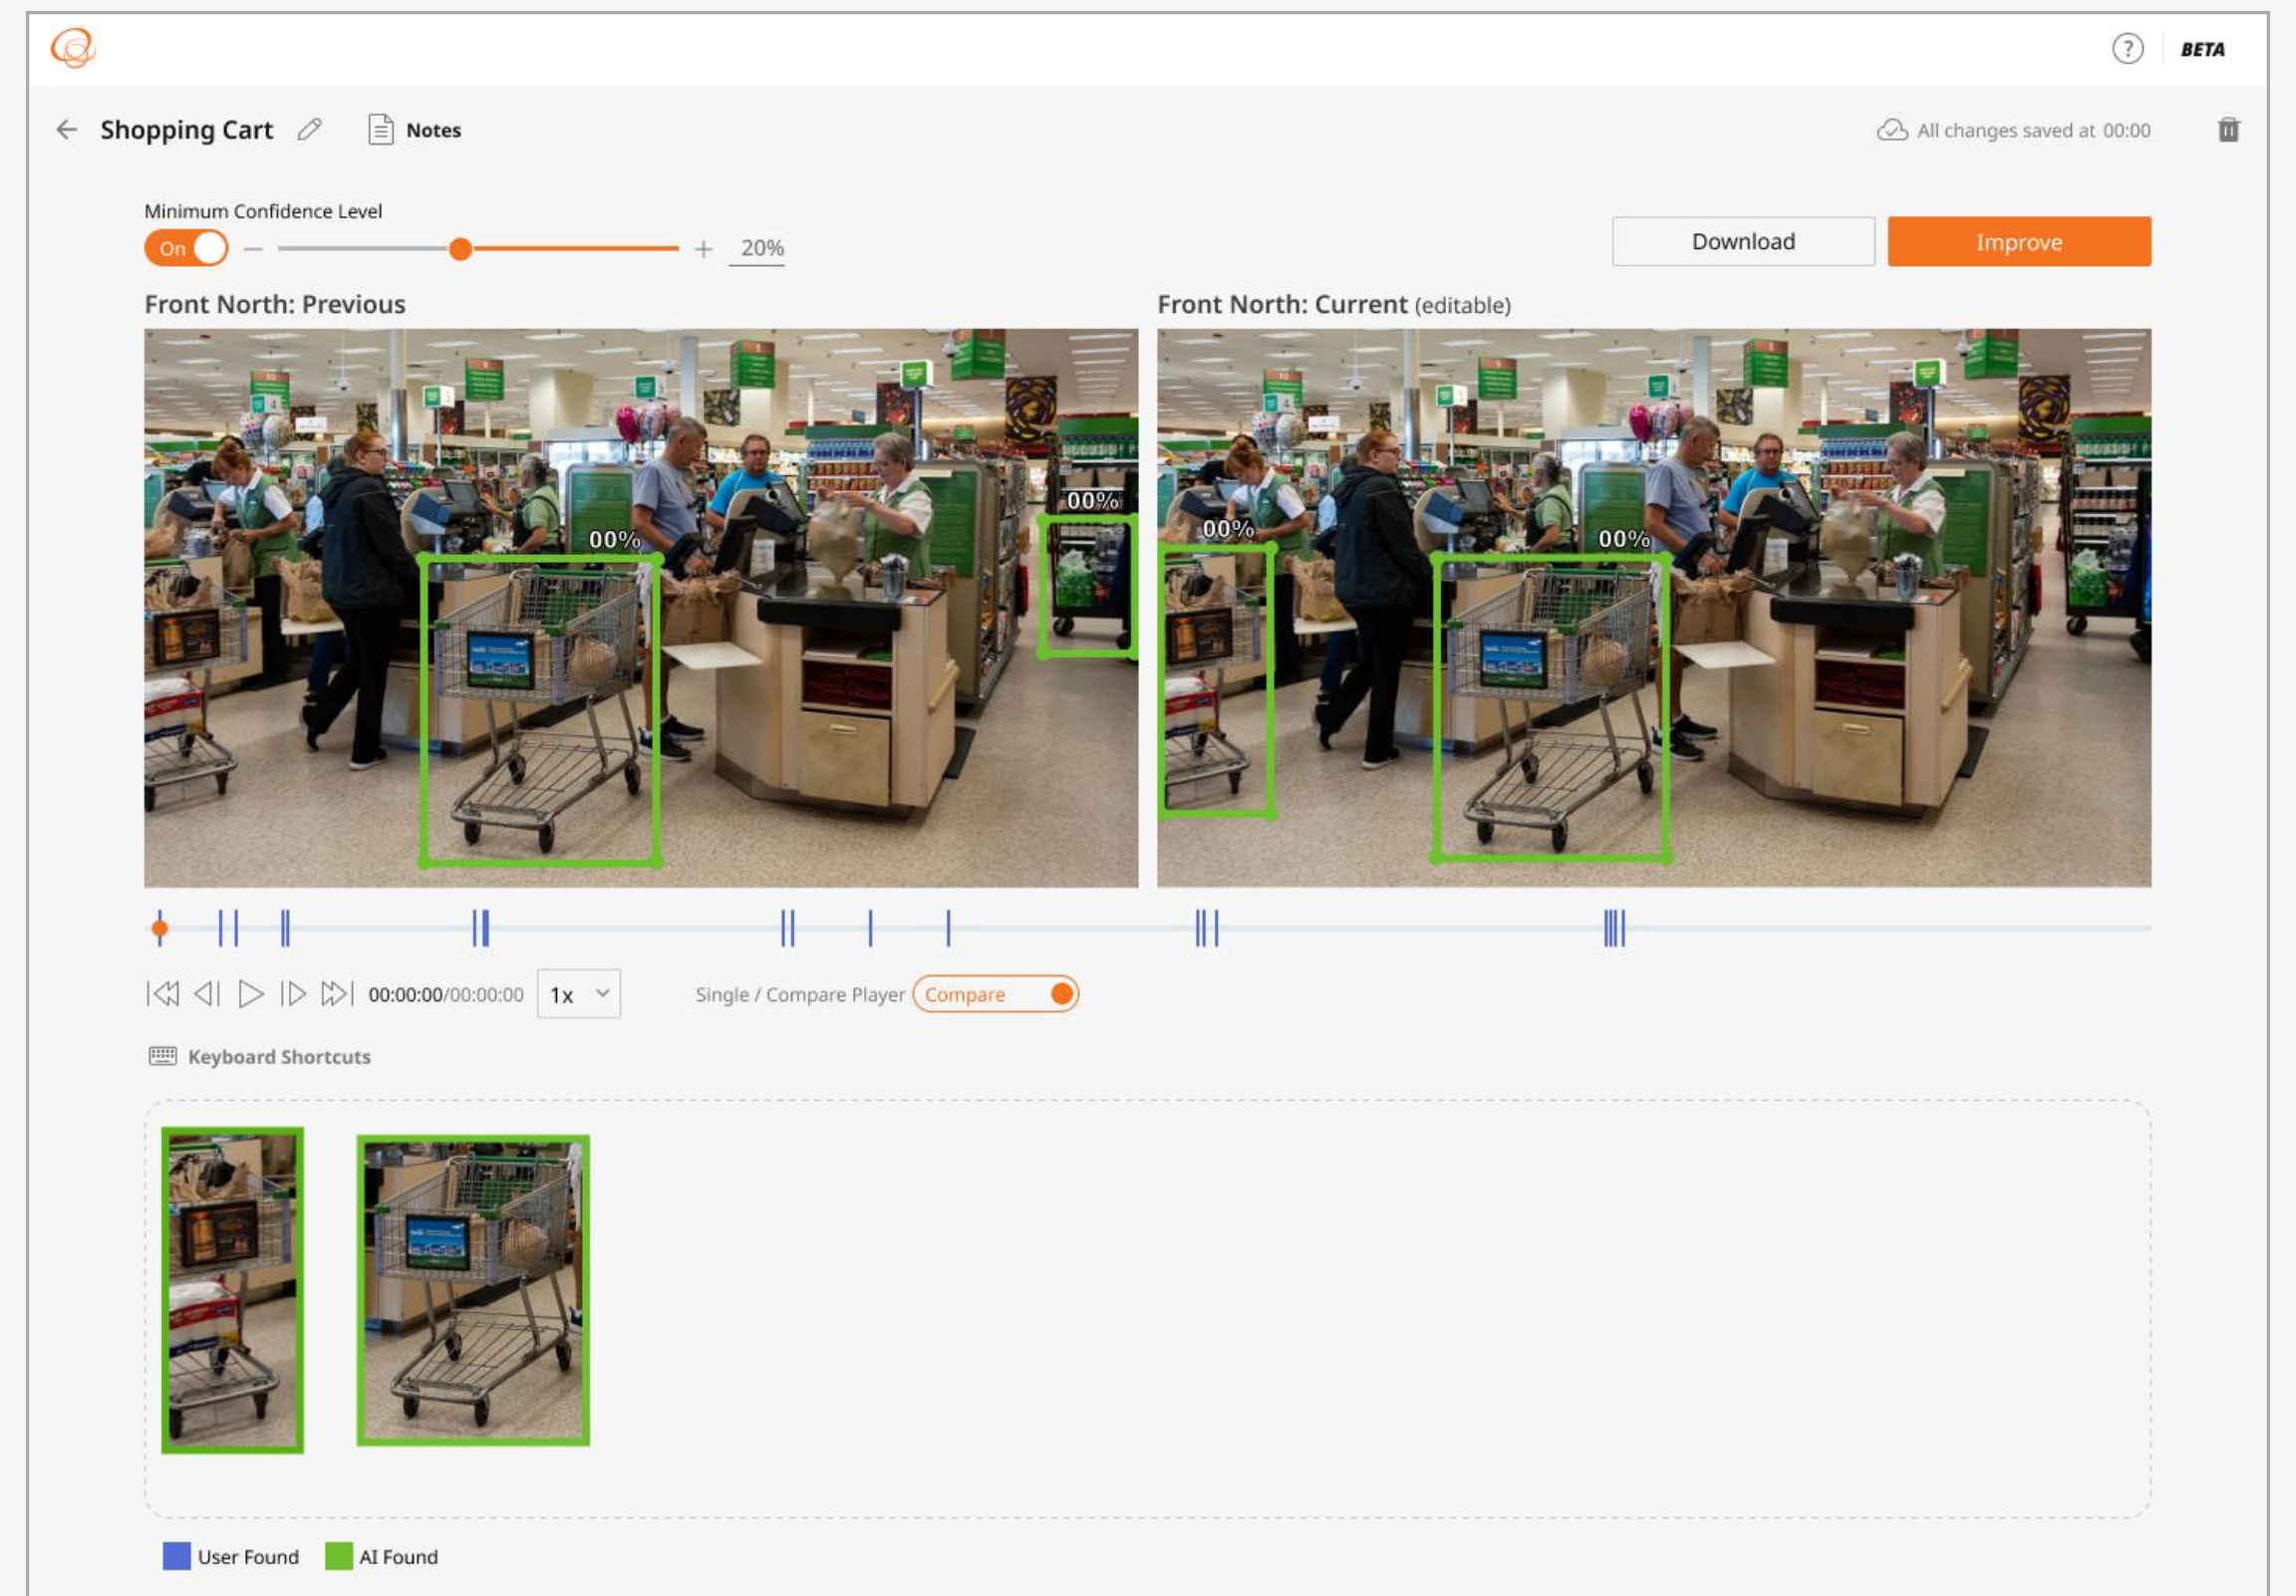 ?
BETA
Shopping Cart
Notes
All changes saved at 00:00
Minimum Confidence Level
On
20%
Download
Improve
Front North: Previous
Front North: Current (editable)
00%
00%
00%
00%
00:00:00/00:00:00
1x
Single / Compare Player
Compare
Keyboard Shortcuts
User Found
AI Found